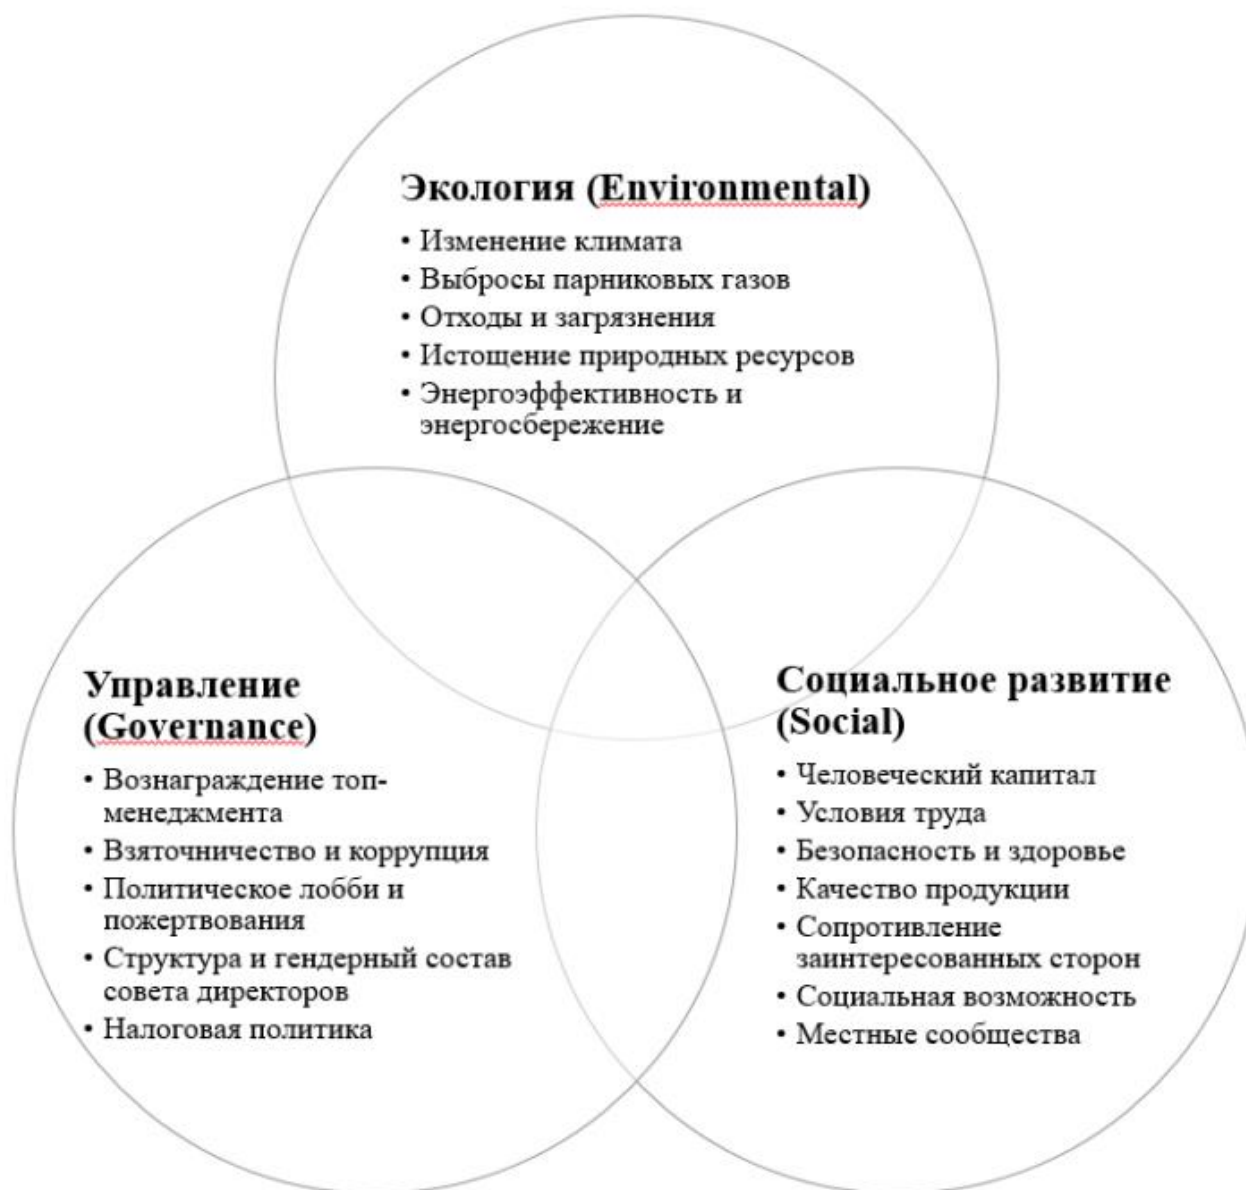 Экология (Environmental)
• Изменение климата
• Выбросы парниковых газов
• Отходы и загрязнения
• Истощение природных ресурсов
• Энергоэффективность и
энергосбережение
Управление
(Governance)
• Вознаграждение топ-
менеджмента
• Взяточничество и коррупция
• Политическое лобби и
пожертвования
• Структура и гендерный состав
совета директоров
• Налоговая политика
Социальное развитие
(Social)
• Человеческий капитал
• Условия труда
• Безопасность и здоровье
• Качество продукции
• Сопротивление
заинтересованных сторон
• Социальная возможность
• Местные сообщества